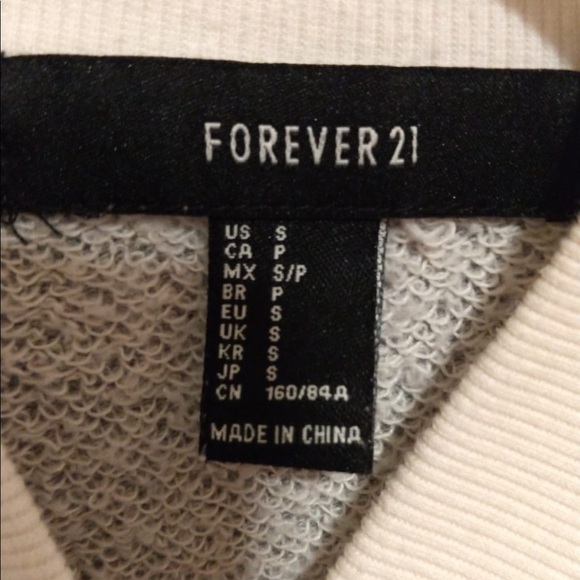 FOREVER 21
US S
CA P
MX S/P
BR P
EU S
UK S
KR S
JP S
CN 160/84A
MADE IN CHINA